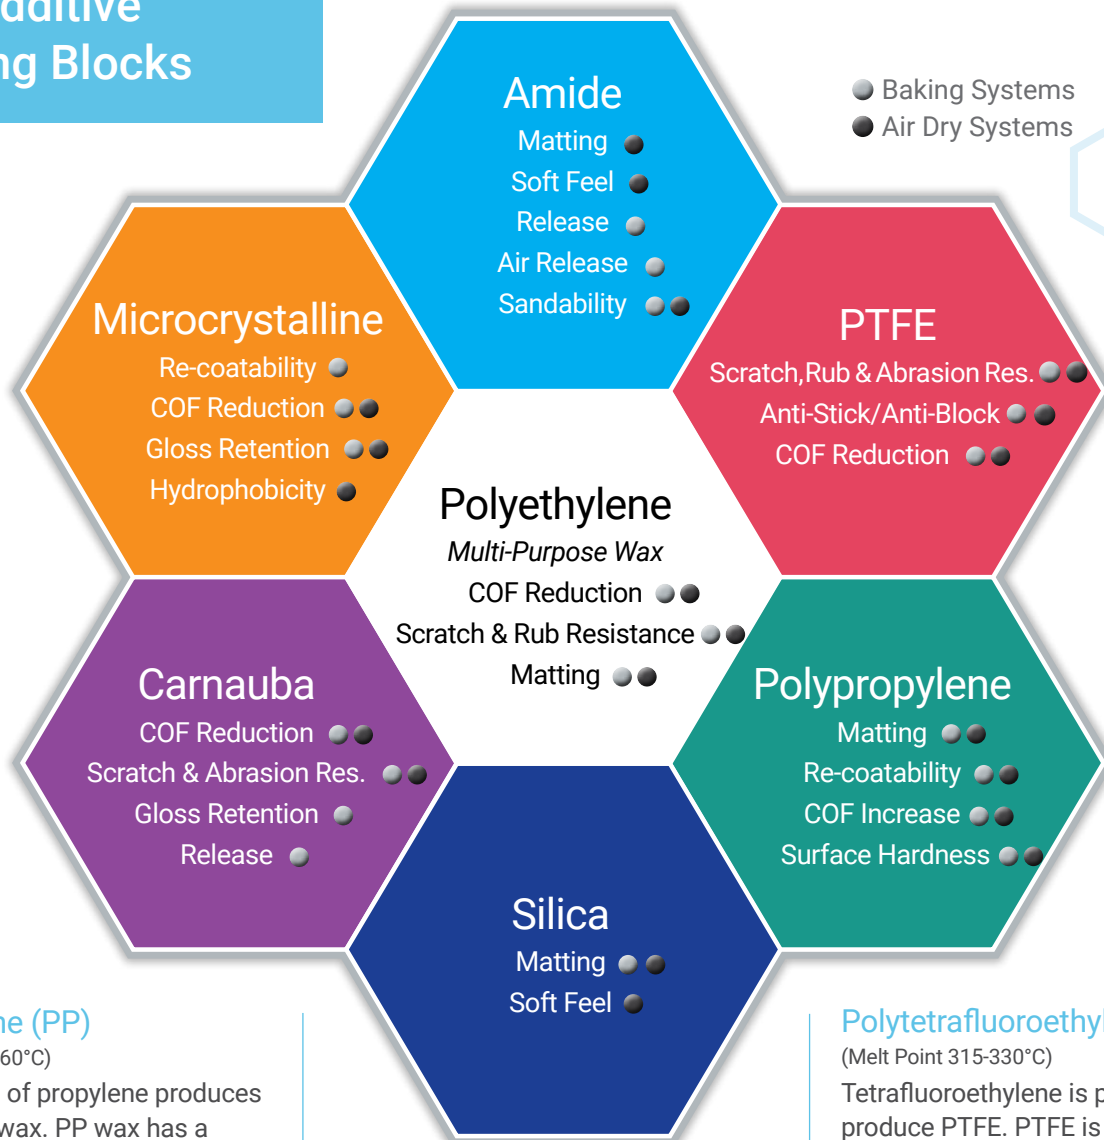 Additive
ng Blocks
Baking Systems
Air Dry Systems
Amide
Matting
Soft Feel
Release
Air Release
Sandability
Microcrystalline
Re-coatability
COF Reduction
Gloss Retention
Hydrophobicity
PTFE
Scratch, Rub & Abrasion Res.
Anti-Stick/Anti-Block
COF Reduction
Polyethylene
Multi-Purpose Wax
COF Reduction
Scratch & Rub Resistance
Matting
Carnauba
COF Reduction
Scratch & Abrasion Res.
Gloss Retention
Release
Polypropylene
Matting
Re-coatability
COF Increase
Surface Hardness
Silica
Matting
Soft Feel
ne (PP)
60°C)
of propylene produces
wax. PP wax has a
Polytetrafluoroethyl
(Melt Point 315-330°C)
Tetrafluoroethylene is p
produce PTFE. PTFE is